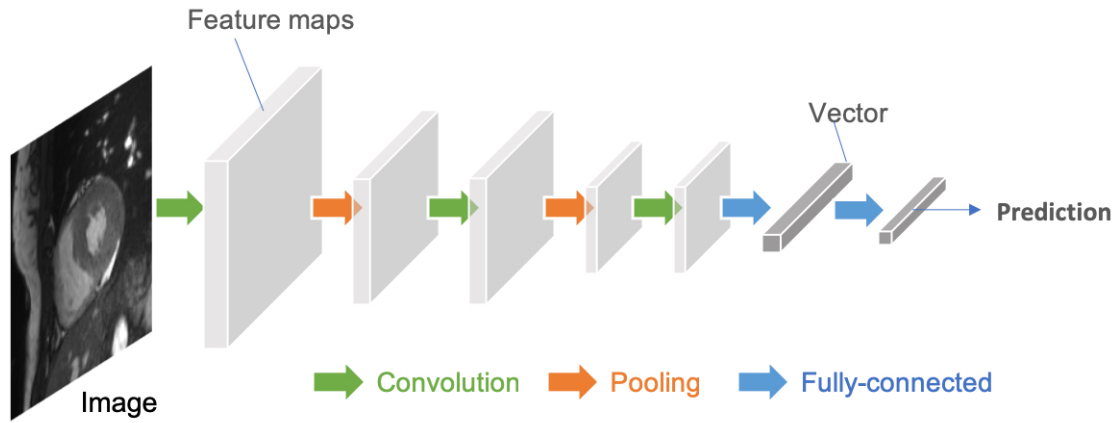 Feature maps
Vector
Prediction
Convolution
Pooling
Fully-connected
Image